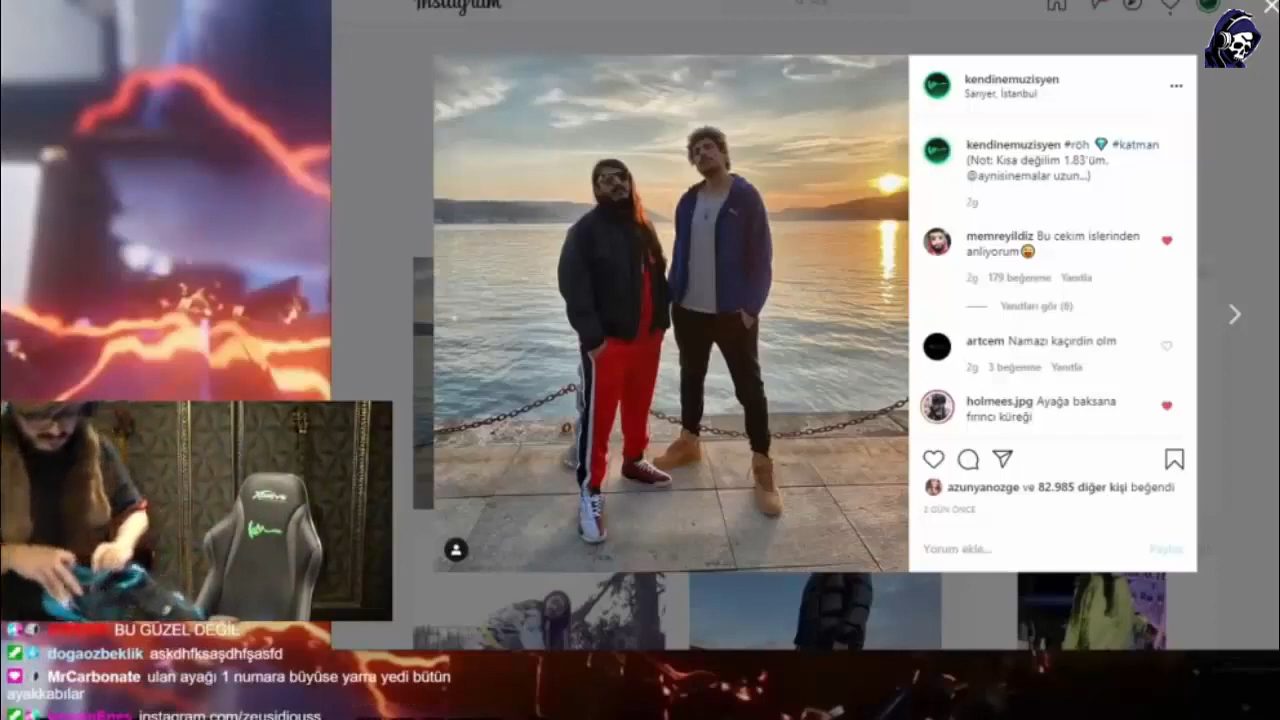 Instagram
kendinemuzisyen
Sarıyer, İstanbul
kendinemuzisyen #röh 💎 #katman
(Not: Kısa değilim 1.83'üm.
@aynisinemalar uzun...)
2g
memreyildiz Bu cekim islerinden
anliyorum😜
2g 179 beğenme Yanıtla
Yanıtları gör (8)
artcem Namazı kaçırdin olm
2g 3 beğenme Yanıtla
holmees.jpg Ayağa baksana
fırıncı küreği
azunyanozge ve 82.985 diğer kişi beğendi
2 GÜN ÖNCE
Yorum ekle...
Paylaş
BU GÜZEL DEĞİL
dogaozbeklik askdhfksaşdhfşasfd
MrCarbonate ulan ayağı 1 numara büyüse yarra yedi bütün
ayakkabılar
instagram.com/zeusidiouss